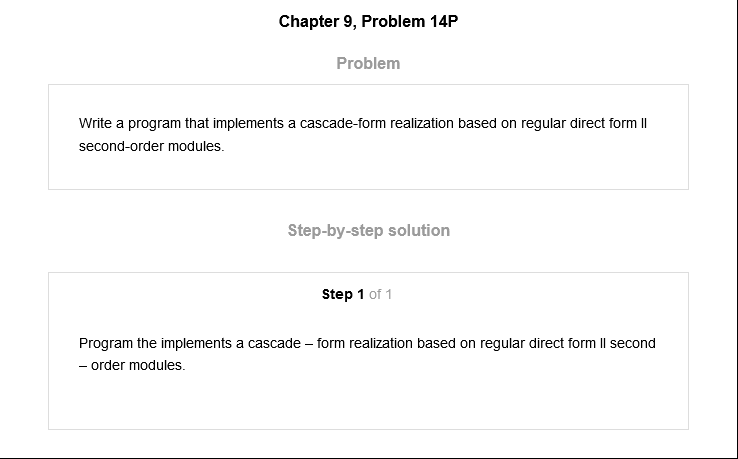 Chapter 9, Problem 14P
Problem
Write a program that implements a cascade-form realization based on regular direct form II
second-order modules.
Step-by-step solution
Step 1 of 1
Program the implements a cascade – form realization based on regular direct form II second
– order modules.